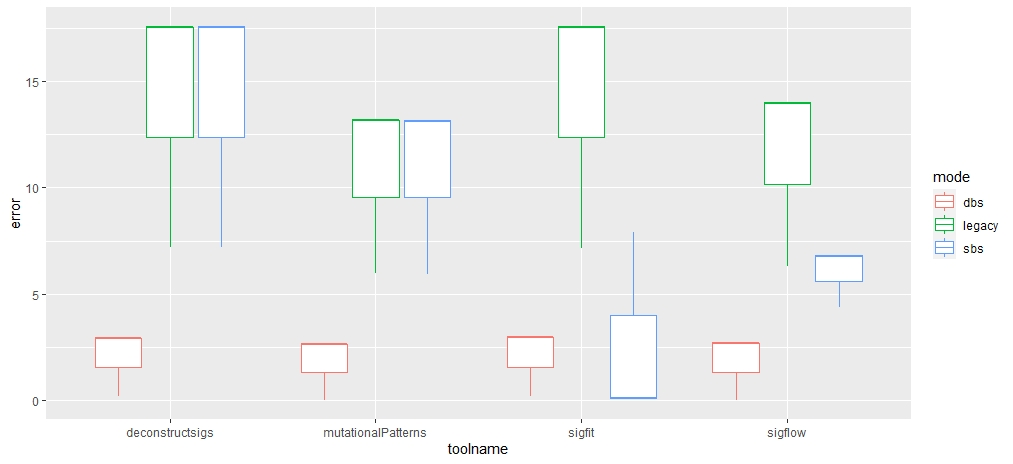 error
15
10
5
0
deconstructsigs mutationalPatterns sigfit sigflow
toolname
mode
dbs
legacy
sbs